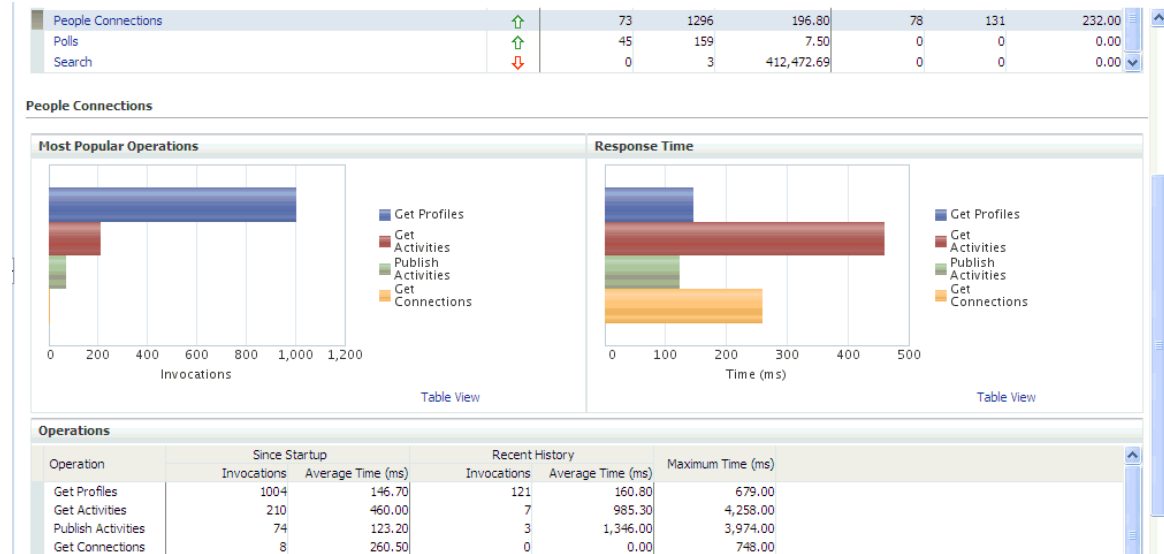 People Connections 73 1296 196.80 78 131 232.00
Polls 45 159 7.50 0 0 0.00
Search 0 3 412,472.69 0 0 0.00
People Connections
Most Popular Operations
Get Profiles
Get
Activities
Publish
Activities
Get
Connections
0 200 400 600 800 1,000 1,200
Invocations
Table View
Response Time
Get Profiles
Get
Activities
Publish
Activities
Get
Connections
0 100 200 300 400 500
Time (ms)
Table View
Operations
Operation Since Startup Recent History Maximum Time (ms)
Invocations Average Time (ms) Invocations Average Time (ms)
Get Profiles 1004 146.70 121 160.80 679.00
Get Activities 210 460.00 7 985.30 4,258.00
Publish Activities 74 123.20 3 1,346.00 3,974.00
Get Connections 8 260.50 0 0.00 748.00